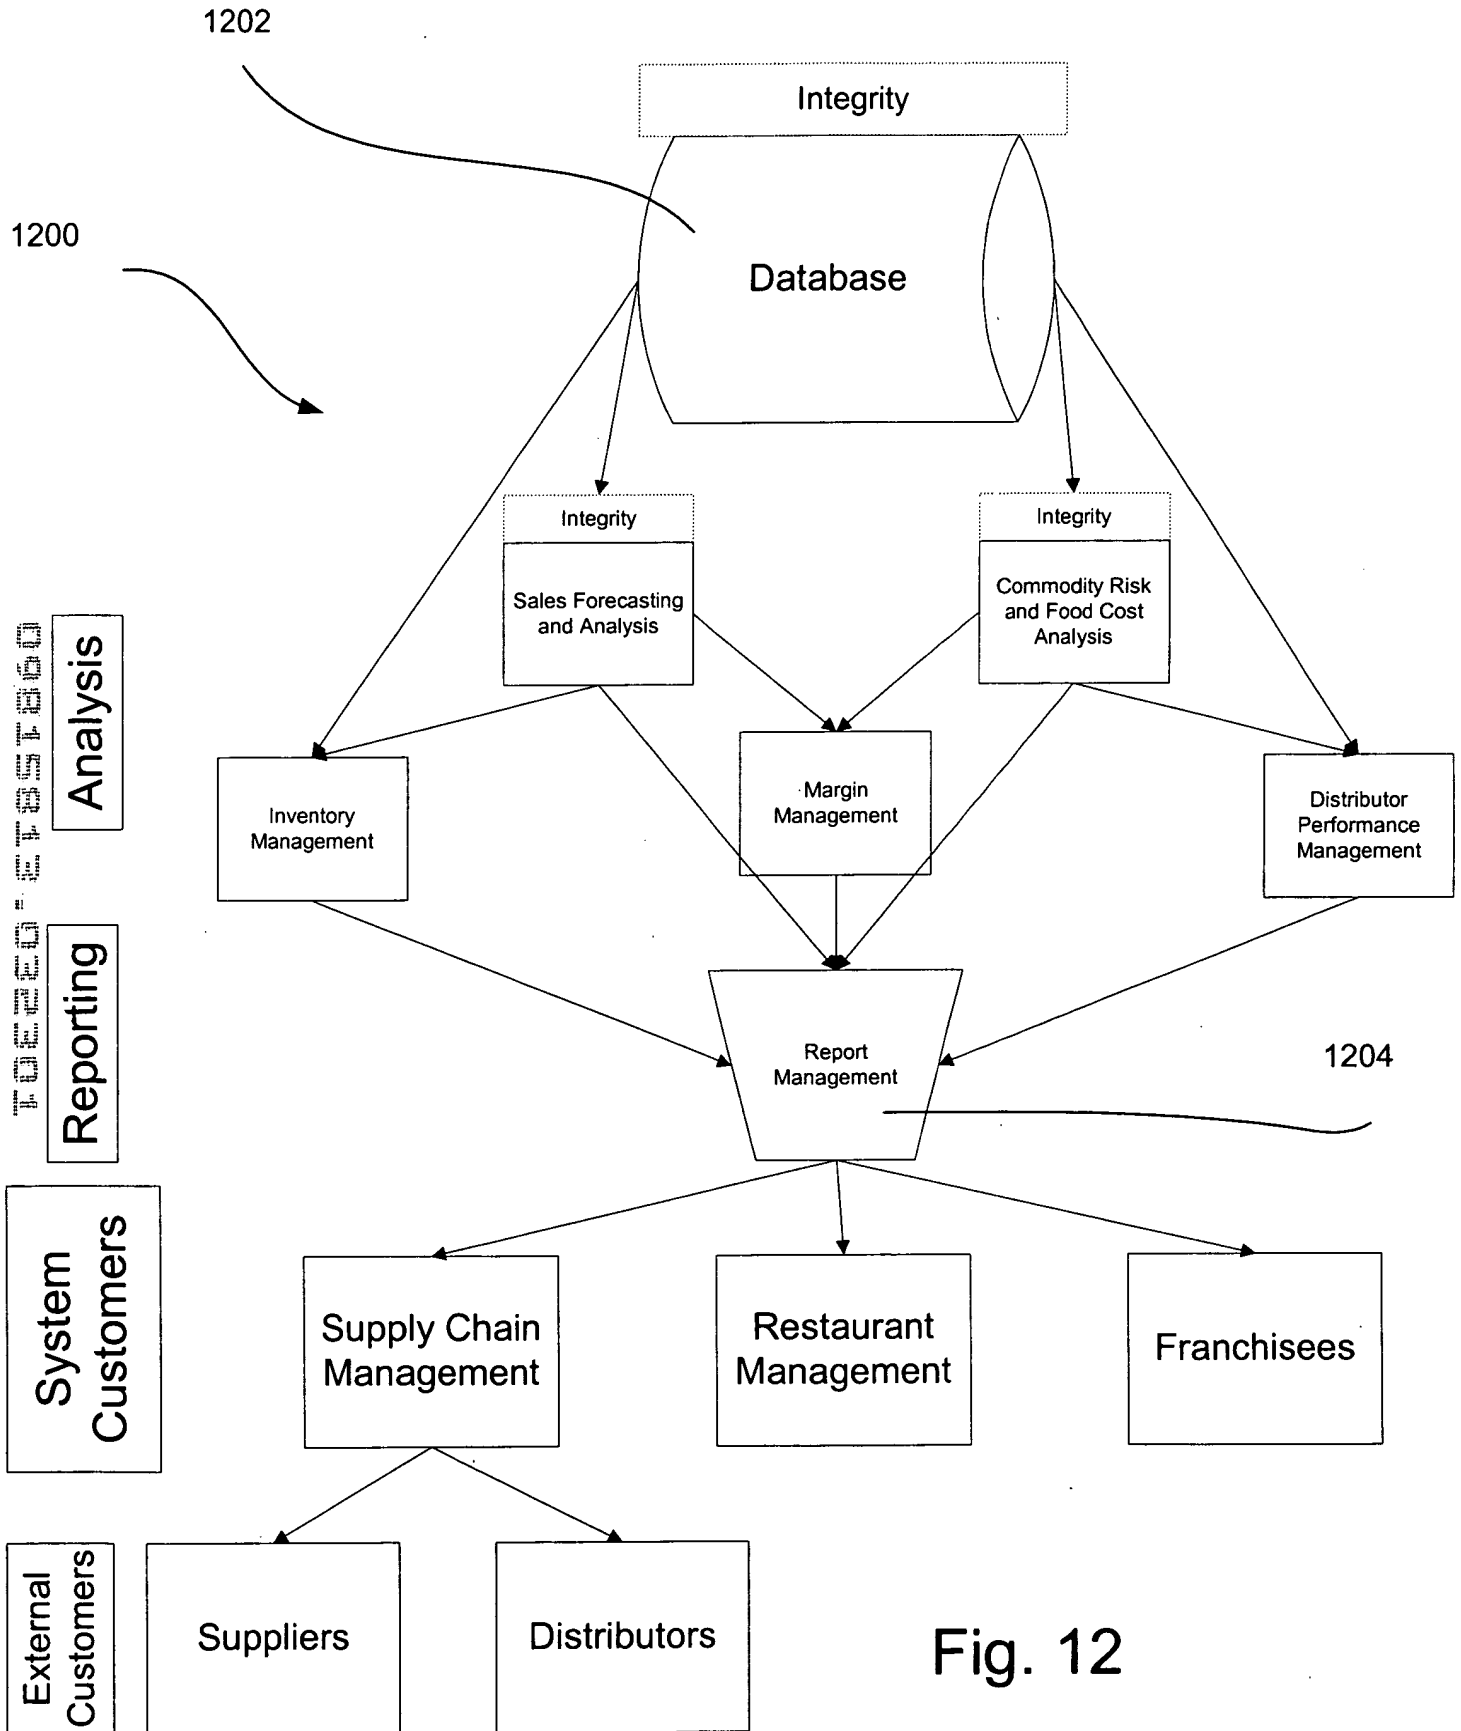 1202
Integrity
1200
Database
Integrity
Integrity
Sales Forecasting
and Analysis
Commodity Risk
and Food Cost
Analysis
Analysis
Inventory
Management
Margin
Management
Distributor
Performance
Management
09815813.032301
Reporting
Report
Management
1204
System
Customers
Supply Chain
Management
Restaurant
Management
Franchisees
External
Customers
Suppliers
Distributors
Fig. 12